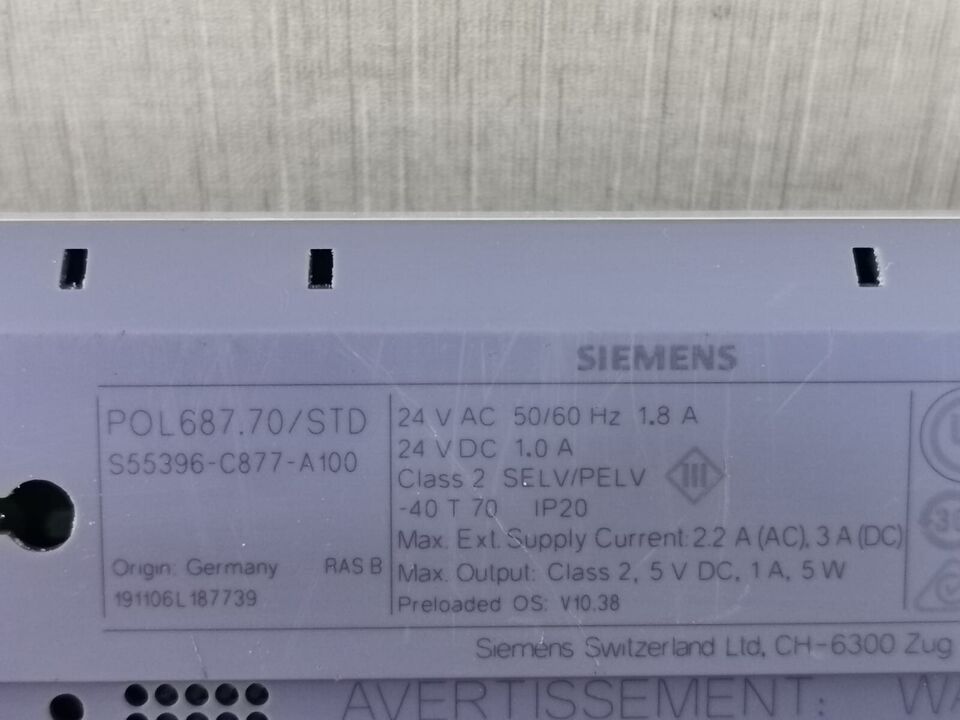 SIEMENS
POL687.70/STD
S55396-C877-A100
Origin: Germany RAS B
191106L187739
24 V AC 50/60 Hz 1.8 A
24 V DC 1.0 A
Class 2 SELV/PELV
III
-40 T 70 IP20
Max. Ext. Supply Current: 2.2 A (AC), 3 A (DC)
Max. Output: Class 2, 5 V DC, 1 A, 5 W
Preloaded OS: V10.38
Siemens Switzerland Ltd, CH-6300 Zug
AVERTISSEMENT: